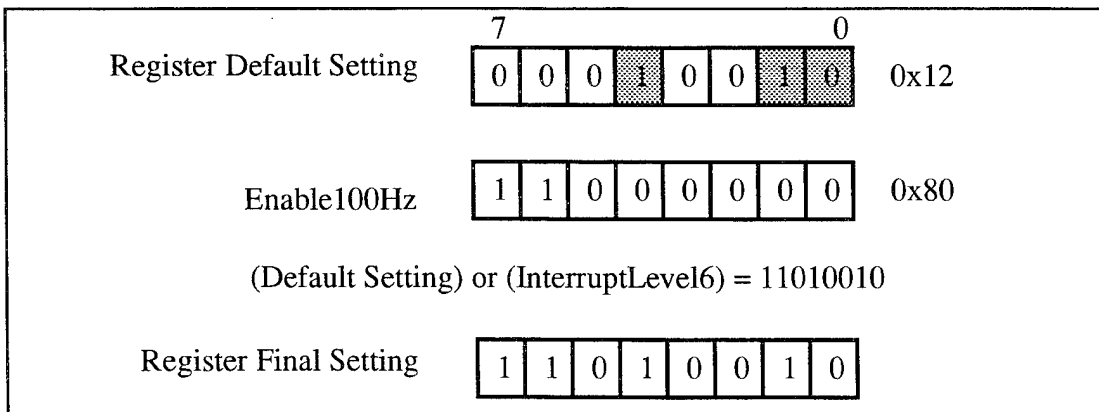 7 0
Register Default Setting 0 0 0 1 0 0 1 0 0x12
Enable100Hz 1 1 0 0 0 0 0 0 0x80
(Default Setting) or (InterruptLevel6) = 11010010
Register Final Setting 1 1 0 1 0 0 1 0